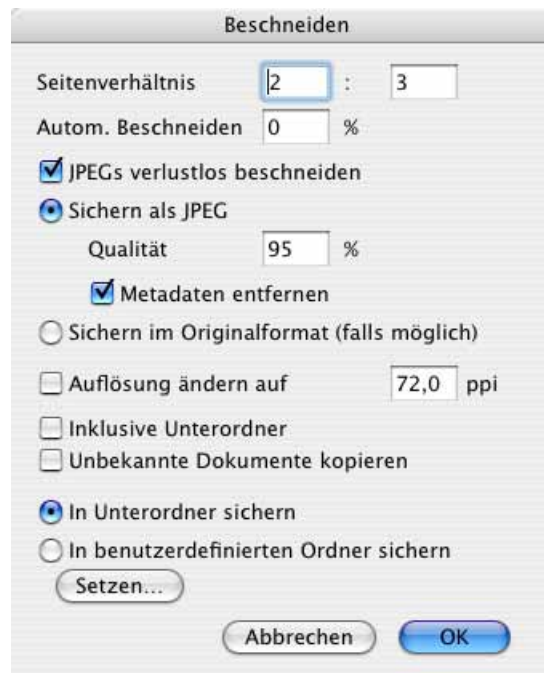 Beschneiden
Seitenverhältnis 2 : 3
Autom. Beschneiden 0 %
JPEGs verlustlos beschneiden
Sichern als JPEG
Qualität 95 %
Metadaten entfernen
Sichern im Originalformat (falls möglich)
Auflösung ändern auf 72,0 ppi
Inklusive Unterordner
Unbekannte Dokumente kopieren
In Unterordner sichern
In benutzerdefinierten Ordner sichern
Setzen...
Abbrechen OK